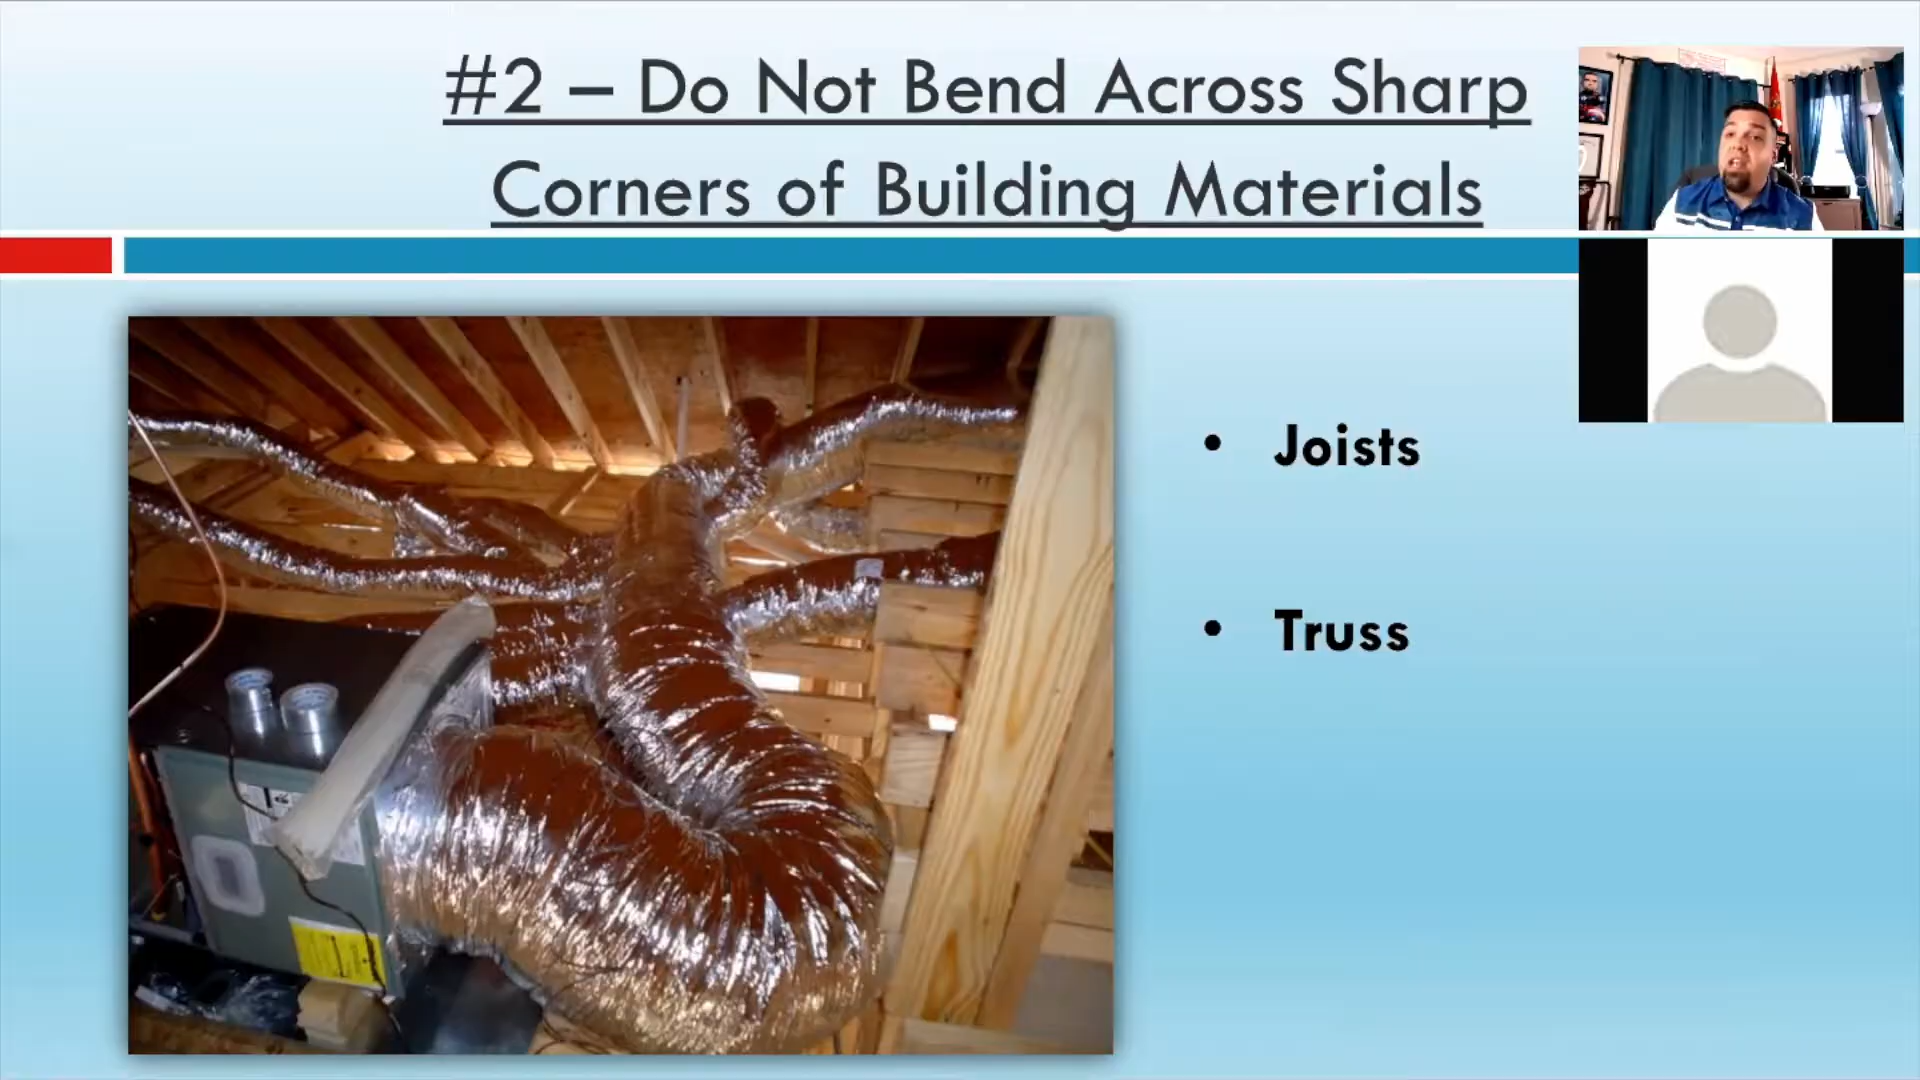 #2 – Do Not Bend Across Sharp
Corners of Building Materials
• Joists
• Truss